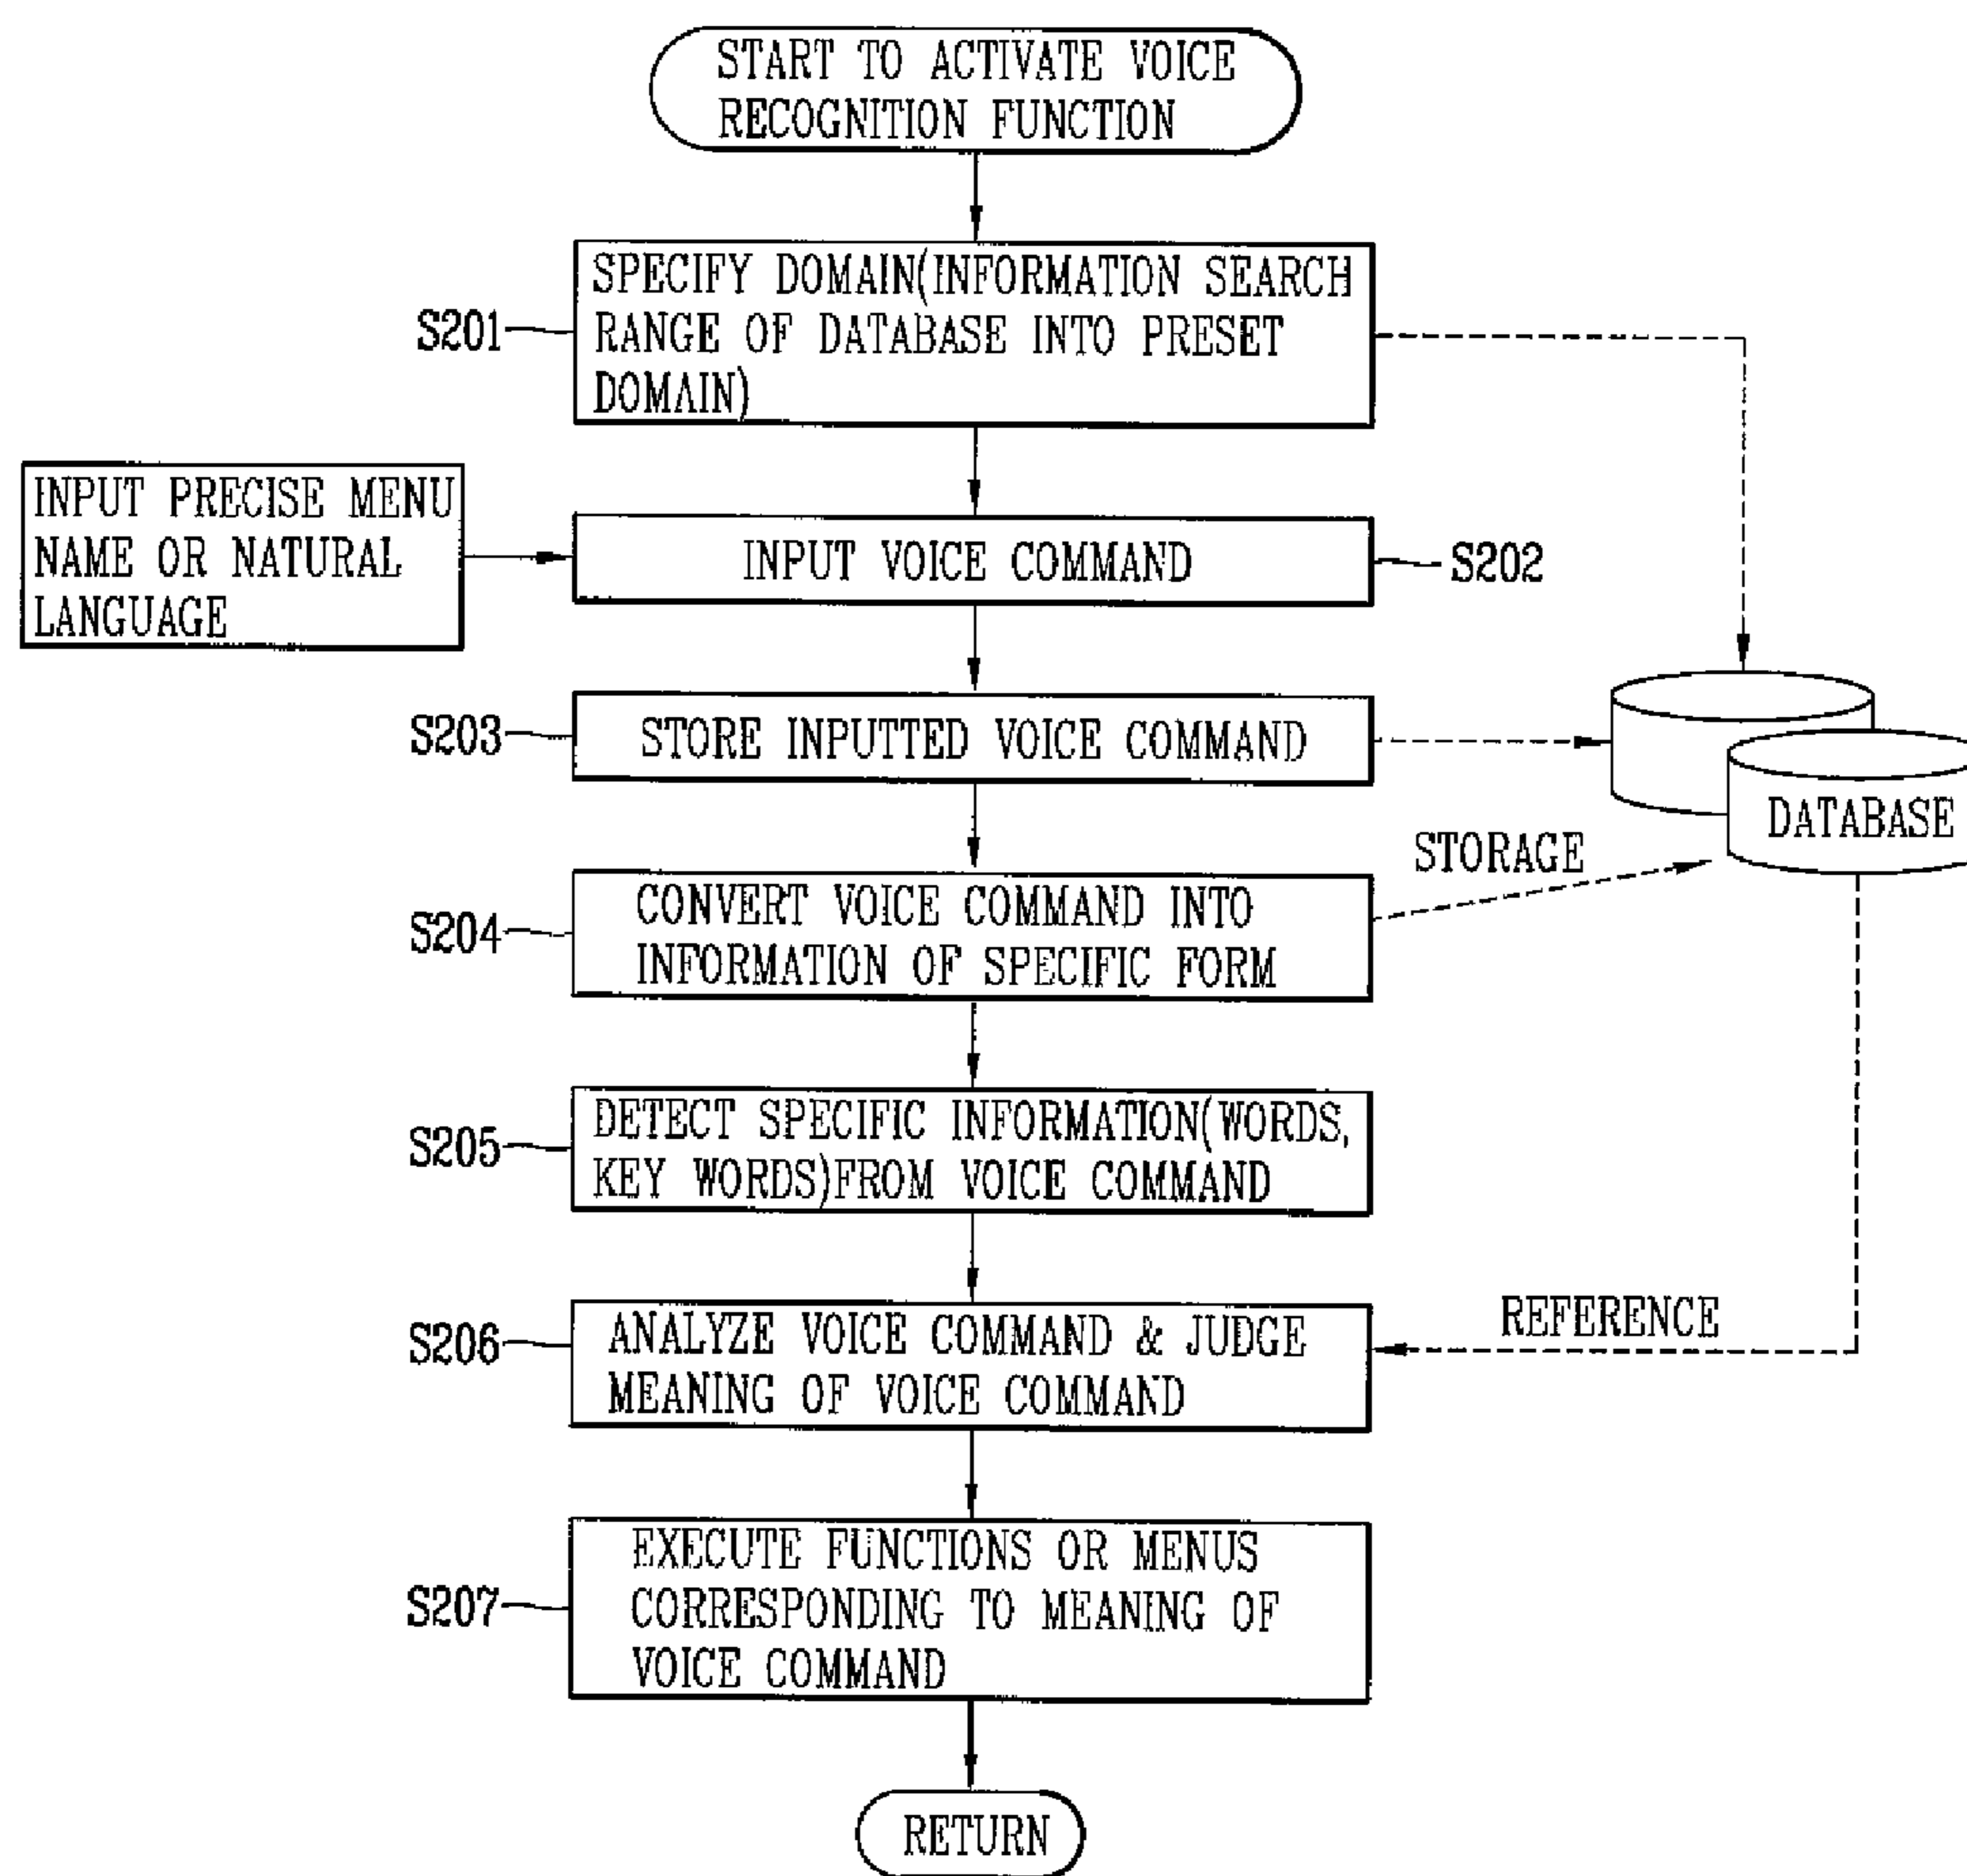 START TO ACTIVATE VOICE
RECOGNITION FUNCTION
SPECIFY DOMAIN(INFORMATION SEARCH
RANGE OF DATABASE INTO PRESET
DOMAIN)
S201
INPUT PRECISE MENU
NAME OR NATURAL
LANGUAGE
INPUT VOICE COMMAND
S202
S203
STORE INPUTTED VOICE COMMAND
DATABASE
STORAGE
S204
CONVERT VOICE COMMAND INTO
INFORMATION OF SPECIFIC FORM
S205
DETECT SPECIFIC INFORMATION(WORDS,
KEY WORDS)FROM VOICE COMMAND
S206
ANALYZE VOICE COMMAND & JUDGE
MEANING OF VOICE COMMAND
REFERENCE
S207
EXECUTE FUNCTIONS OR MENUS
CORRESPONDING TO MEANING OF
VOICE COMMAND
RETURN